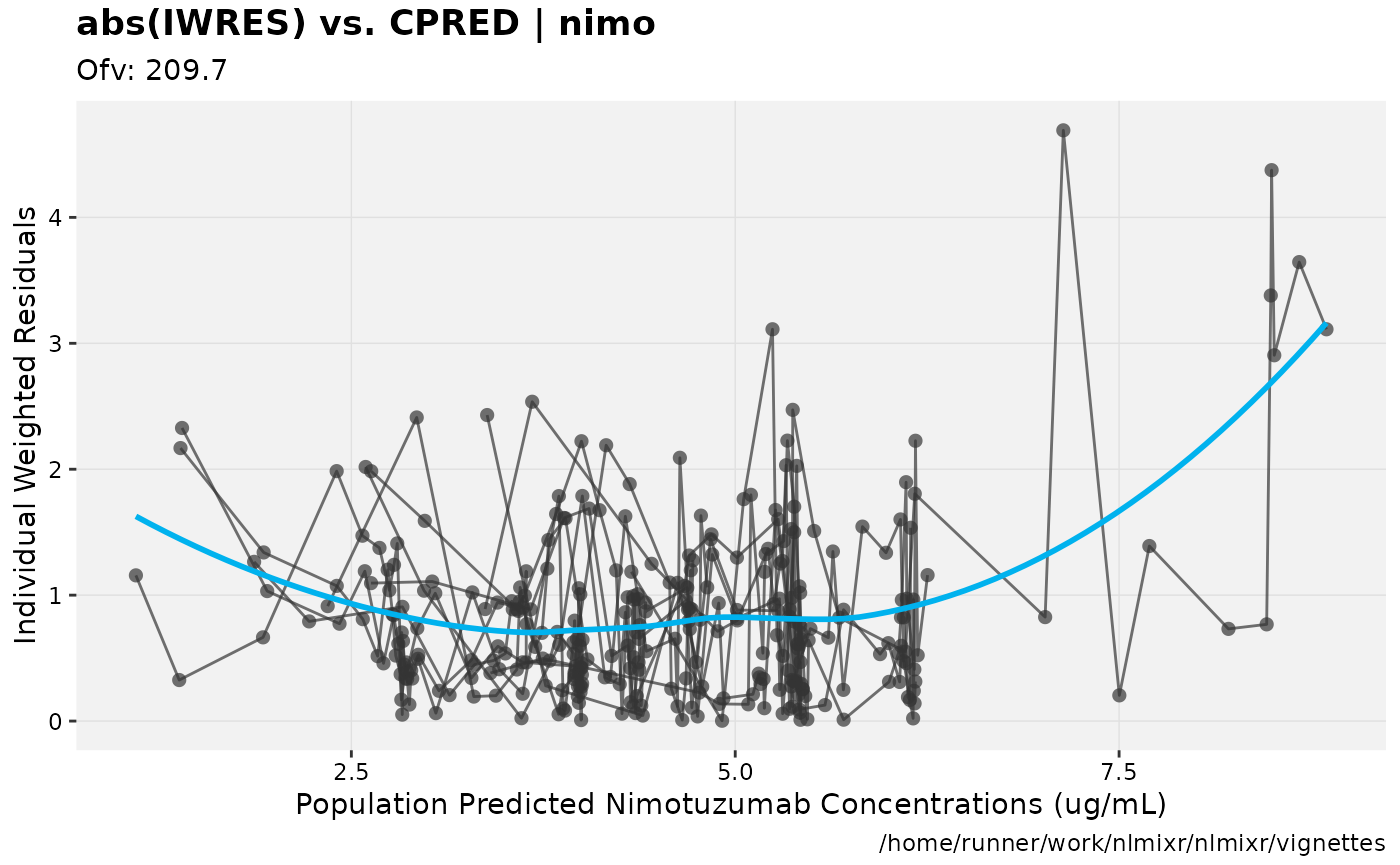 abs(IWRES) vs. CPRED | nimo
Ofv: 209.7
Individual Weighted Residuals
4
3
2
1
0
2.5
5.0
7.5
Population Predicted Nimotuzumab Concentrations (ug/mL)
/home/runner/work/nlmixr/nlmixr/vignettes